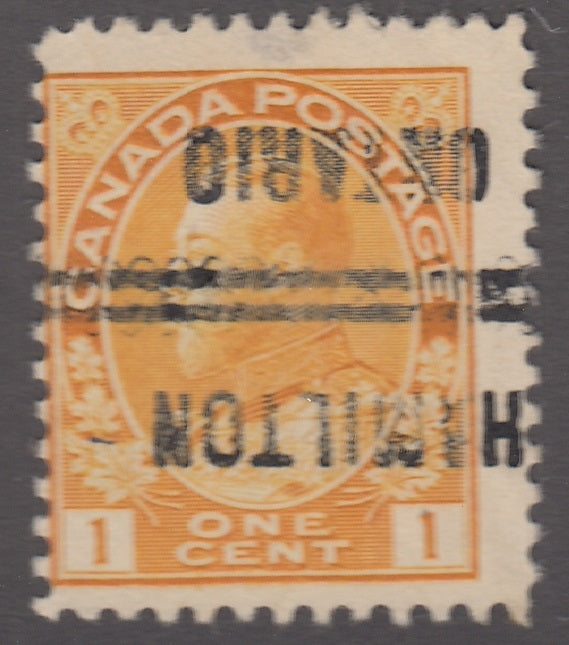 CANADA POSTAGE
1 ONE 1
CENT
HAMILTON
ONTARIO